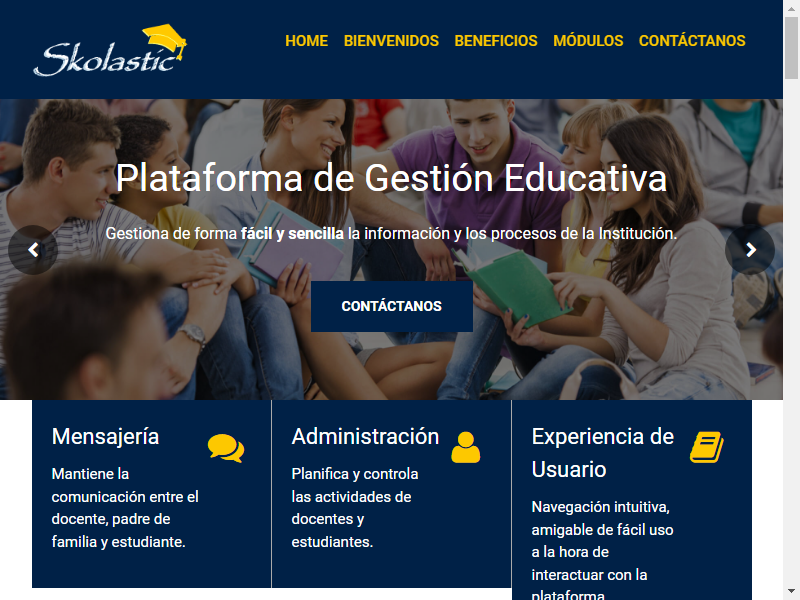 Skolastic
HOME BIENVENIDOS BENEFICIOS MÓDULOS CONTÁCTANOS
Plataforma de Gestión Educativa
Gestiona de forma fácil y sencilla la información y los procesos de la Institución.
CONTÁCTANOS
Mensajería
Mantiene la
comunicación entre el
docente, padre de
familia y estudiante.
Administración
Planifica y controla
las actividades de
docentes y
estudiantes.
Experiencia de
Usuario
Navegación intuitiva,
amigable de fácil uso
a la hora de
interactuar con la
plataforma